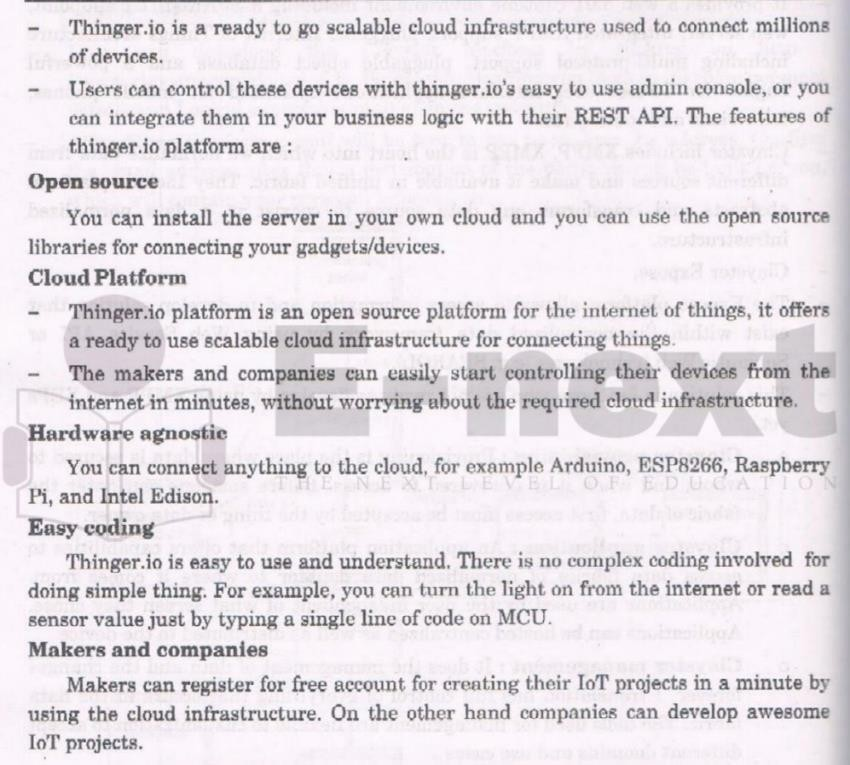 – Thinger.io is a ready to go scalable cloud infrastructure used to connect millions
of devices.
– Users can control these devices with thinger.io's easy to use admin console, or you
can integrate them in your business logic with their REST API. The features of
thinger.io platform are :
Open source
You can install the server in your own cloud and you can use the open source
libraries for connecting your gadgets/devices.
Cloud Platform
– Thinger.io platform is an open source platform for the internet of things, it offers
a ready to use scalable cloud infrastructure for connecting things.
– The makers and companies can easily start controlling their devices from the
internet in minutes, without worrying about the required cloud infrastructure.
E-next
Hardware agnostic
You can connect anything to the cloud, for example Arduino, ESP8266, Raspberry
THE NEXT LEVEL OF EDUCATION
Pi, and Intel Edison.
Easy coding
Thinger.io is easy to use and understand. There is no complex coding involved for
doing simple thing. For example, you can turn the light on from the internet or read a
sensor value just by typing a single line of code on MCU.
Makers and companies
Makers can register for free account for creating their IoT projects in a minute by
using the cloud infrastructure. On the other hand companies can develop awesome
IoT projects.